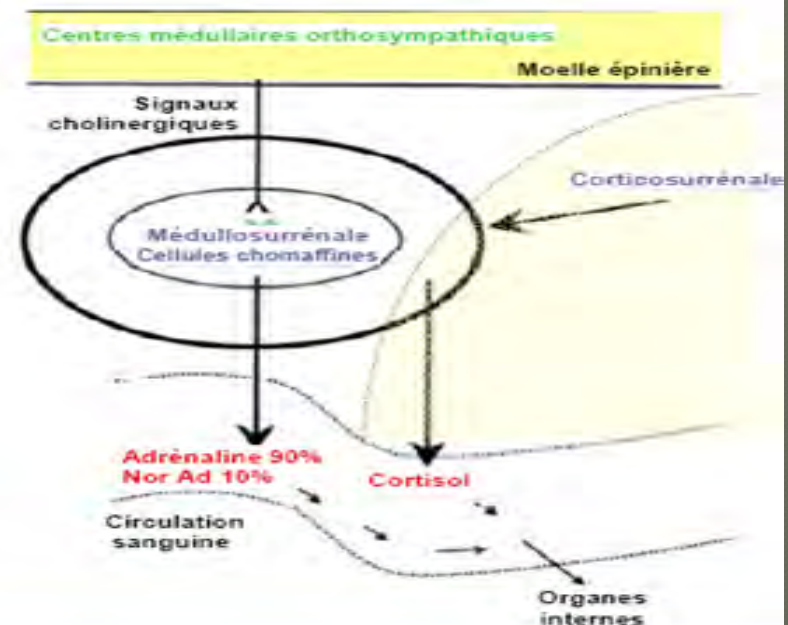 Centres médullaires orthosympathiques
Moelle épinière
Signaux
cholinergiques
Corticosurrénale
Médullosurrénale
Cellules chomaffines
Adrénaline 90%
Nor Ad 10%
Cortisol
Circulation
sanguine
Organes
internes